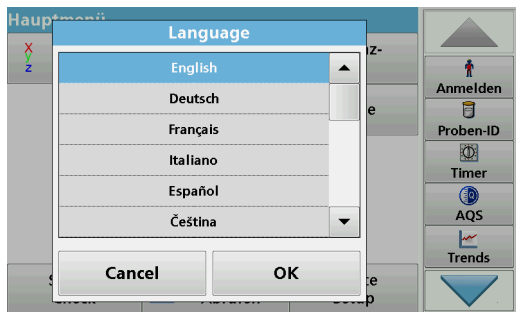 Hauptmenü
Language
X
y
z
English
Deutsch
Français
Italiano
Español
Čeština
Cancel
OK
Anmelden
Proben-ID
Timer
AQS
Trends